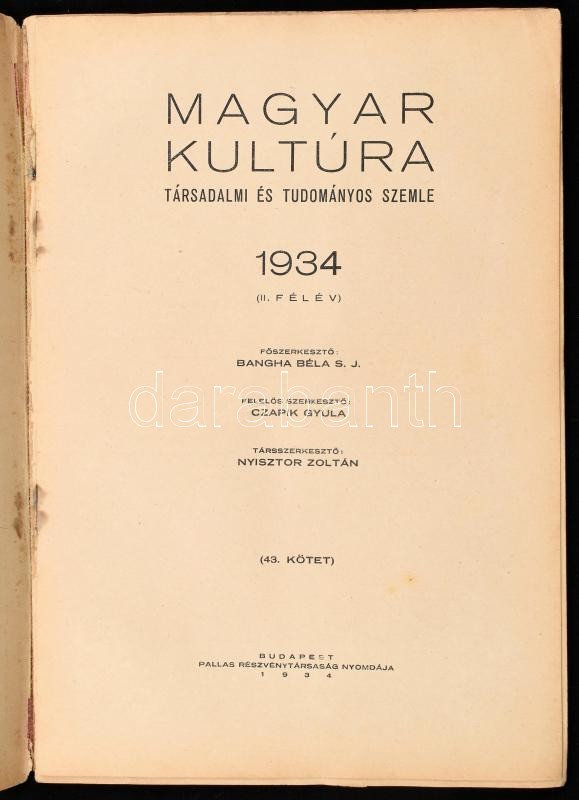 MAGYAR
KULTÚRA
TÁRSADALMI ÉS TUDOMÁNYOS SZEMLE
1934
(II. FÉLÉV)
FŐSZERKESZTŐ:
BANGHA BÉLA S. J.
FELELŐS SZERKESZTŐ:
CZAPIK GYULA
darabanth
TÁRSSZERKESZTŐ:
NYISZTOR ZOLTÁN
(43. KÖTET)
BUDAPEST
PALLAS RÉSZVÉNYTÁRSASÁG NYOMDÁJA
1934